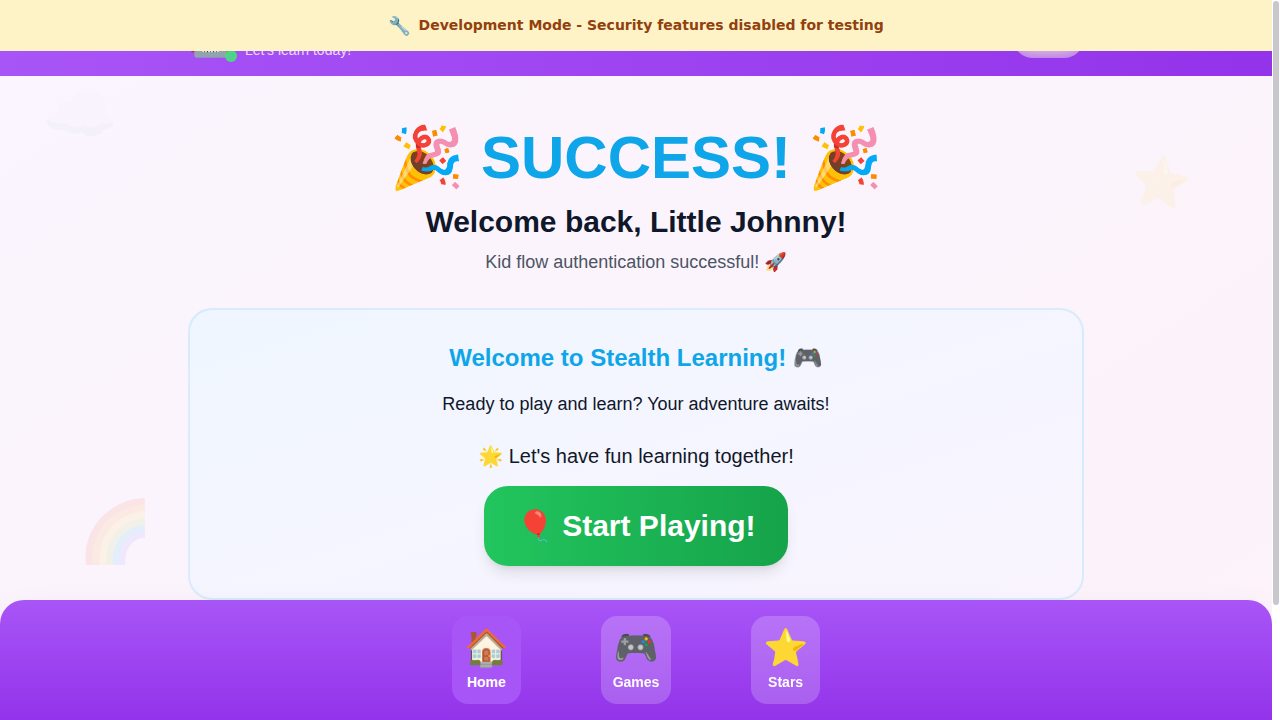 Development Mode - Security features disabled for testing
Let's learn today!
SUCCESS!
Welcome back, Little Johnny!
Kid flow authentication successful! 🚀
Welcome to Stealth Learning! 🎮
Ready to play and learn? Your adventure awaits!
🌟 Let's have fun learning together!
🎈 Start Playing!
Home
Games
Stars